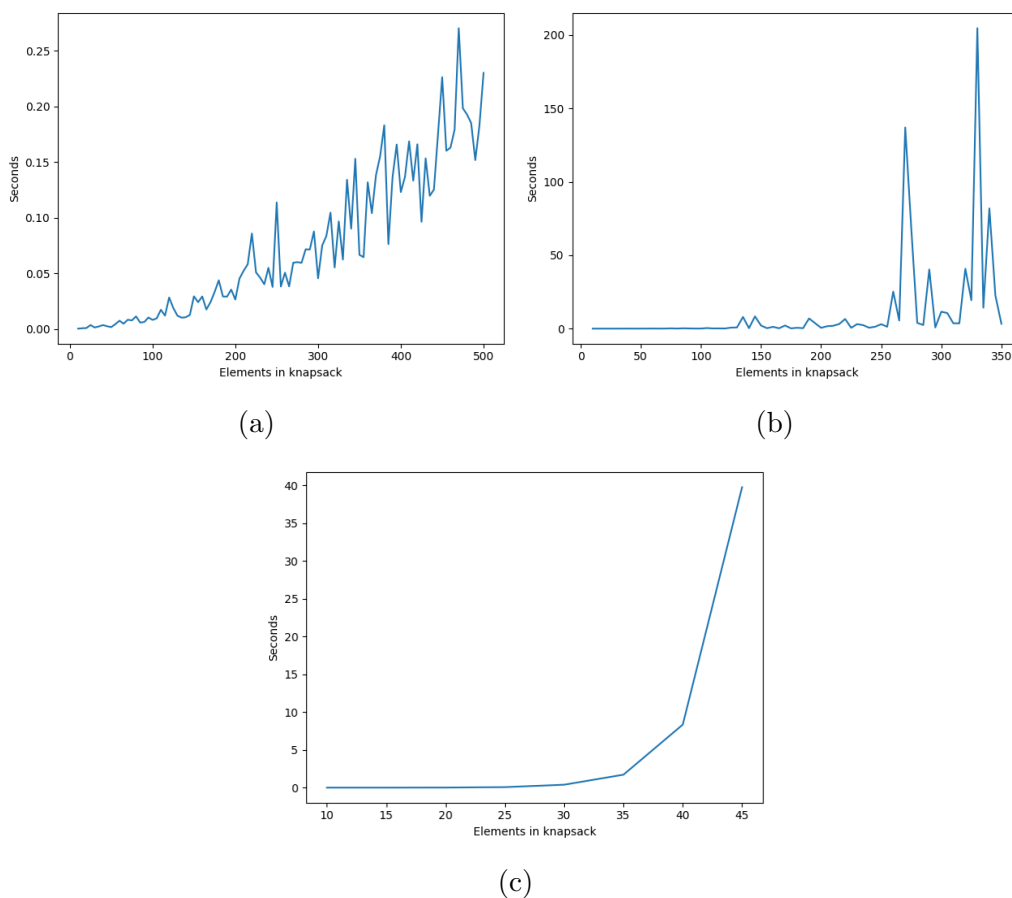 0.25
0.20
0.15
0.10
0.05
0.00
Seconds
0 100 200 300 400 500
Elements in knapsack
(a)
200
150
100
50
0
Seconds
0 50 100 150 200 250 300 350
Elements in knapsack
(b)
40
35
30
25
20
15
10
5
0
Seconds
10 15 20 25 30 35 40 45
Elements in knapsack
(c)